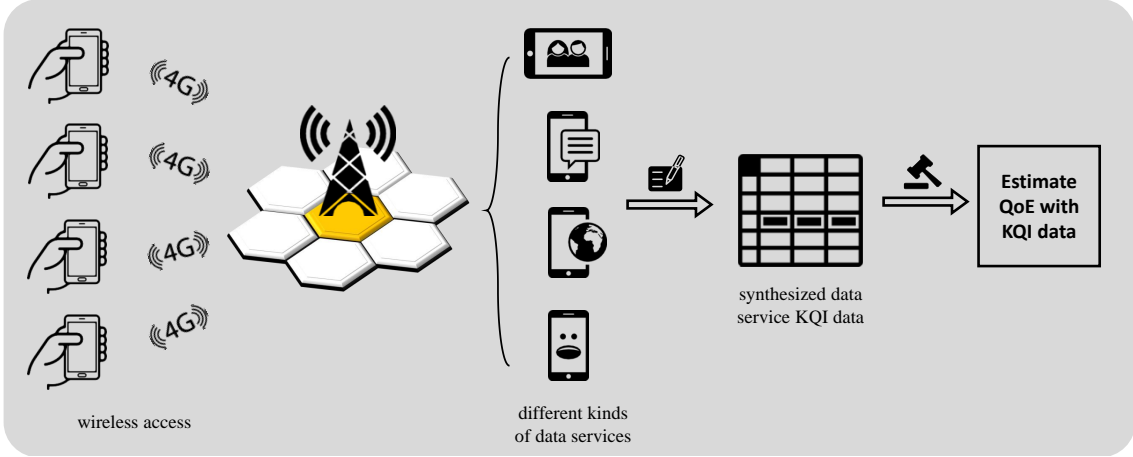 4G
4G
4G
4G
wireless access
different kinds
of data services
synthesized data
service KQI data
Estimate
QoE with
KQI data